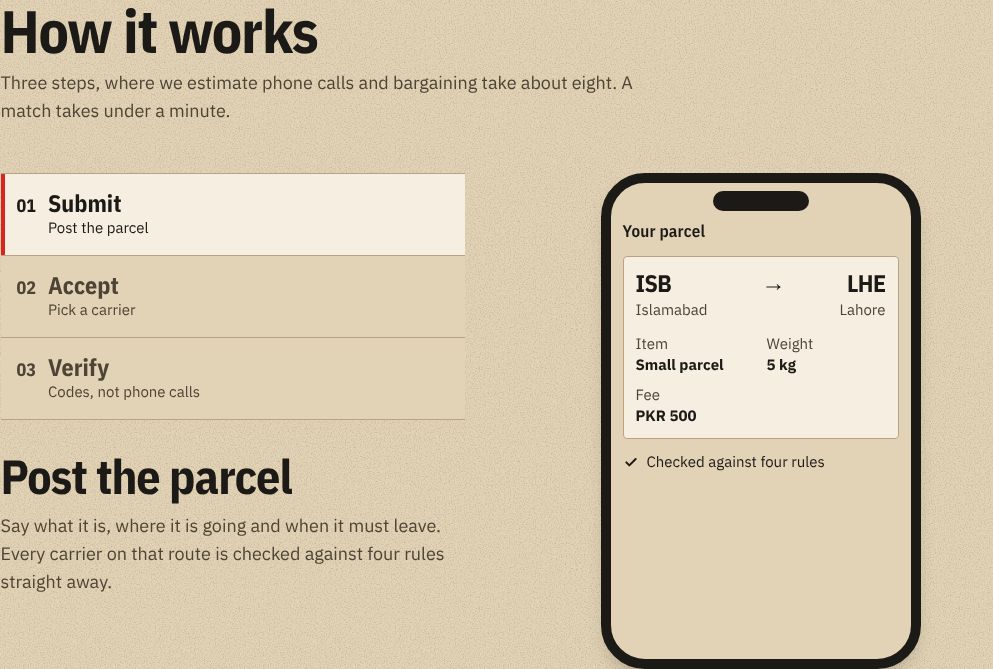 How it works
Three steps, where we estimate phone calls and bargaining take about eight. A
match takes under a minute.
01 Submit
Post the parcel
02 Accept
Pick a carrier
03 Verify
Codes, not phone calls
Post the parcel
Say what it is, where it is going and when it must leave.
Every carrier on that route is checked against four rules
straight away.
Your parcel
ISB → LHE
Islamabad Lahore
Item Weight
Small parcel 5 kg
Fee
PKR 500
✓ Checked against four rules